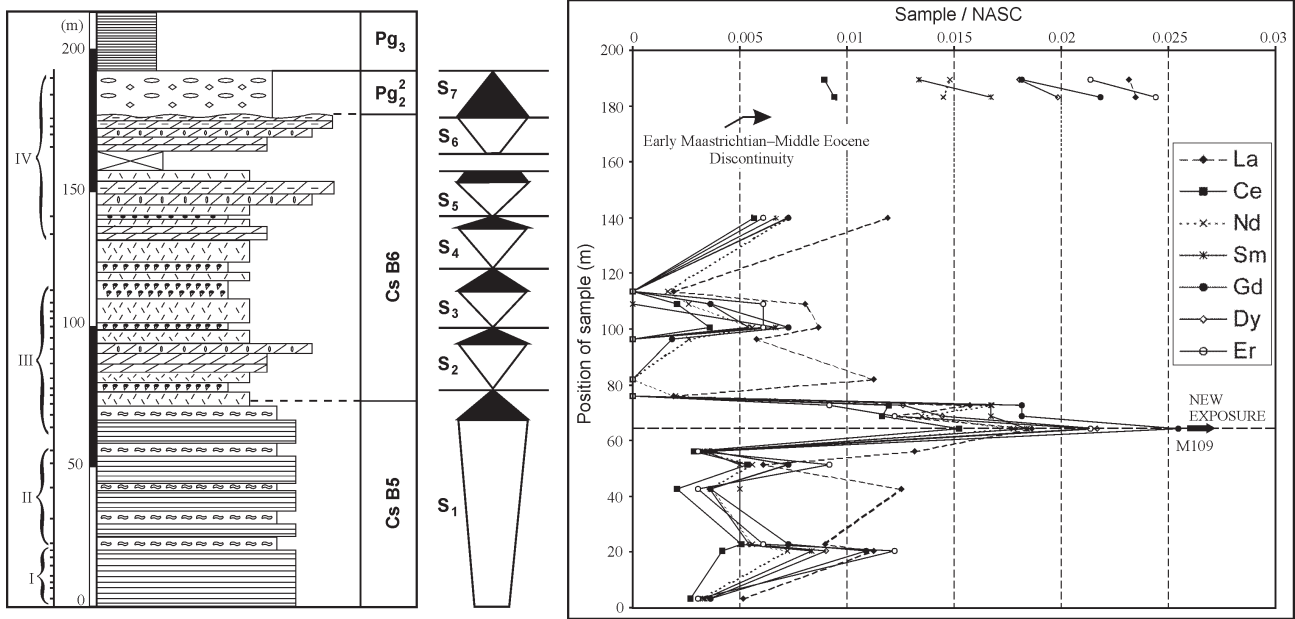 (m)
200
150
100
50
0
IV
III
II
I
Pg3
Pg2²
Cs B6
Cs B5
S7
S6
S5
S4
S3
S2
S1
Sample / NASC
0 0.005 0.01 0.015 0.02 0.025 0.03
Position of sample (m)
200
180
160
140
120
100
80
60
40
20
0
Early Maastrichtian–Middle Eocene
Discontinuity
NEW
EXPOSURE
M109
La
Ce
Nd
Sm
Gd
Dy
Er